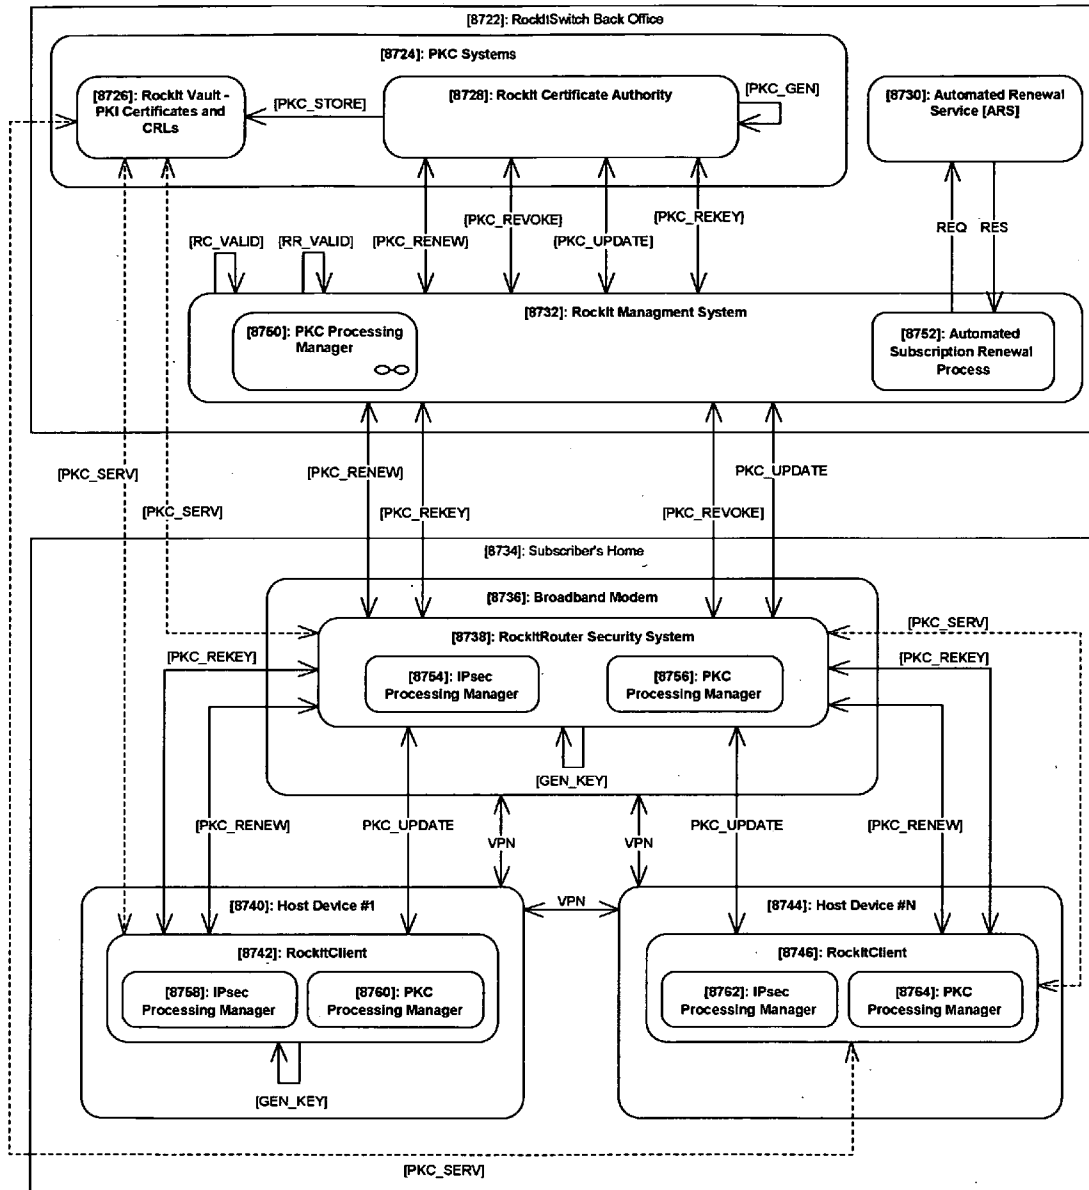 [8722]: RockItSwitch Back Office
[8724]: PKC Systems
[8726]: RockIt Vault -
PKI Certificates and
CRLs
[PKC_STORE]
[8728]: RockIt Certificate Authority
[PKC_GEN]
[8730]: Automated Renewal
Service [ARS]
[RC_VALID]
[RR_VALID]
[PKC_RENEW]
[PKC_REVOKE]
[PKC_UPDATE]
[PKC_REKEY]
REQ
RES
[8732]: RockIt Managment System
[8750]: PKC Processing
Manager
[8752]: Automated
Subscription Renewal
Process
[PKC_SERV]
[PKC_SERV]
[PKC_RENEW]
[PKC_REKEY]
[PKC_REVOKE]
PKC_UPDATE
[8734]: Subscriber's Home
[8736]: Broadband Modem
[8738]: RockItRouter Security System
[8754]: IPsec
Processing Manager
[8756]: PKC
Processing Manager
[PKC_SERV]
[PKC_REKEY]
[PKC_REKEY]
[GEN_KEY]
[PKC_RENEW]
PKC_UPDATE
VPN
VPN
PKC_UPDATE
[PKC_RENEW]
VPN
[8740]: Host Device #1
[8742]: RockItClient
[8758]: IPsec
Processing Manager
[8760]: PKC
Processing Manager
[GEN_KEY]
[8744]: Host Device #N
[8746]: RockItClient
[8762]: IPsec
Processing Manager
[8764]: PKC
Processing Manager
[PKC_SERV]